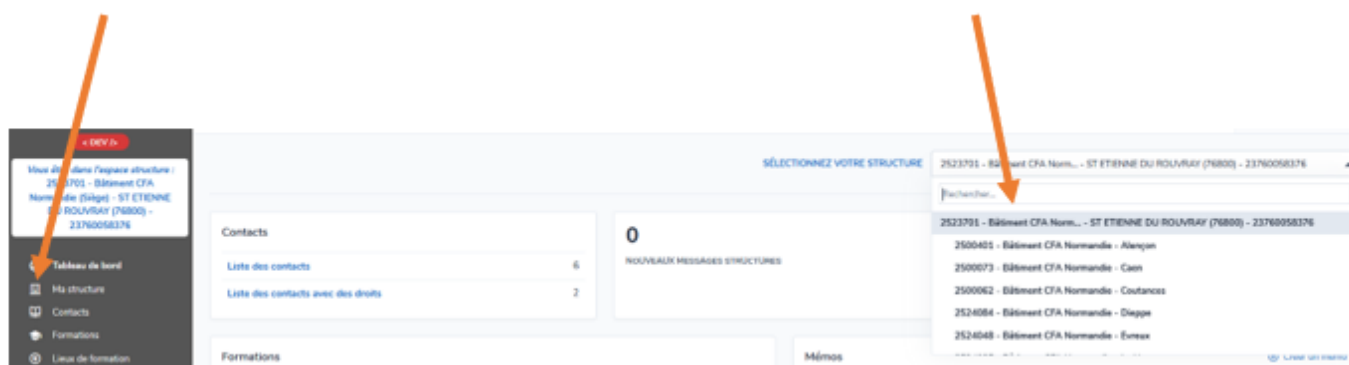 < DEV />
Vous êtes dans l'espace structure :
2523701 - Bâtiment CFA
Normandie (Siège) - ST ETIENNE
DU ROUVRAY (76800) -
23760058376
Tableau de bord
Ma structure
Contacts
Formations
Lieux de formation
SÉLECTIONNEZ VOTRE STRUCTURE
2523701 - Bâtiment CFA Norm... - ST ETIENNE DU ROUVRAY (76800) - 23760058376
Rechercher...
2523701 - Bâtiment CFA Norm... - ST ETIENNE DU ROUVRAY (76800) - 23760058376
2500401 - Bâtiment CFA Normandie - Alençon
2500073 - Bâtiment CFA Normandie - Caen
2500062 - Bâtiment CFA Normandie - Coutances
2524084 - Bâtiment CFA Normandie - Dieppe
2524048 - Bâtiment CFA Normandie - Evreux
Contacts
Liste des contacts 6
Liste des contacts avec des droits 2
0
NOUVEAUX MESSAGES STRUCTURES
Formations
Mémos
Créer un mémo